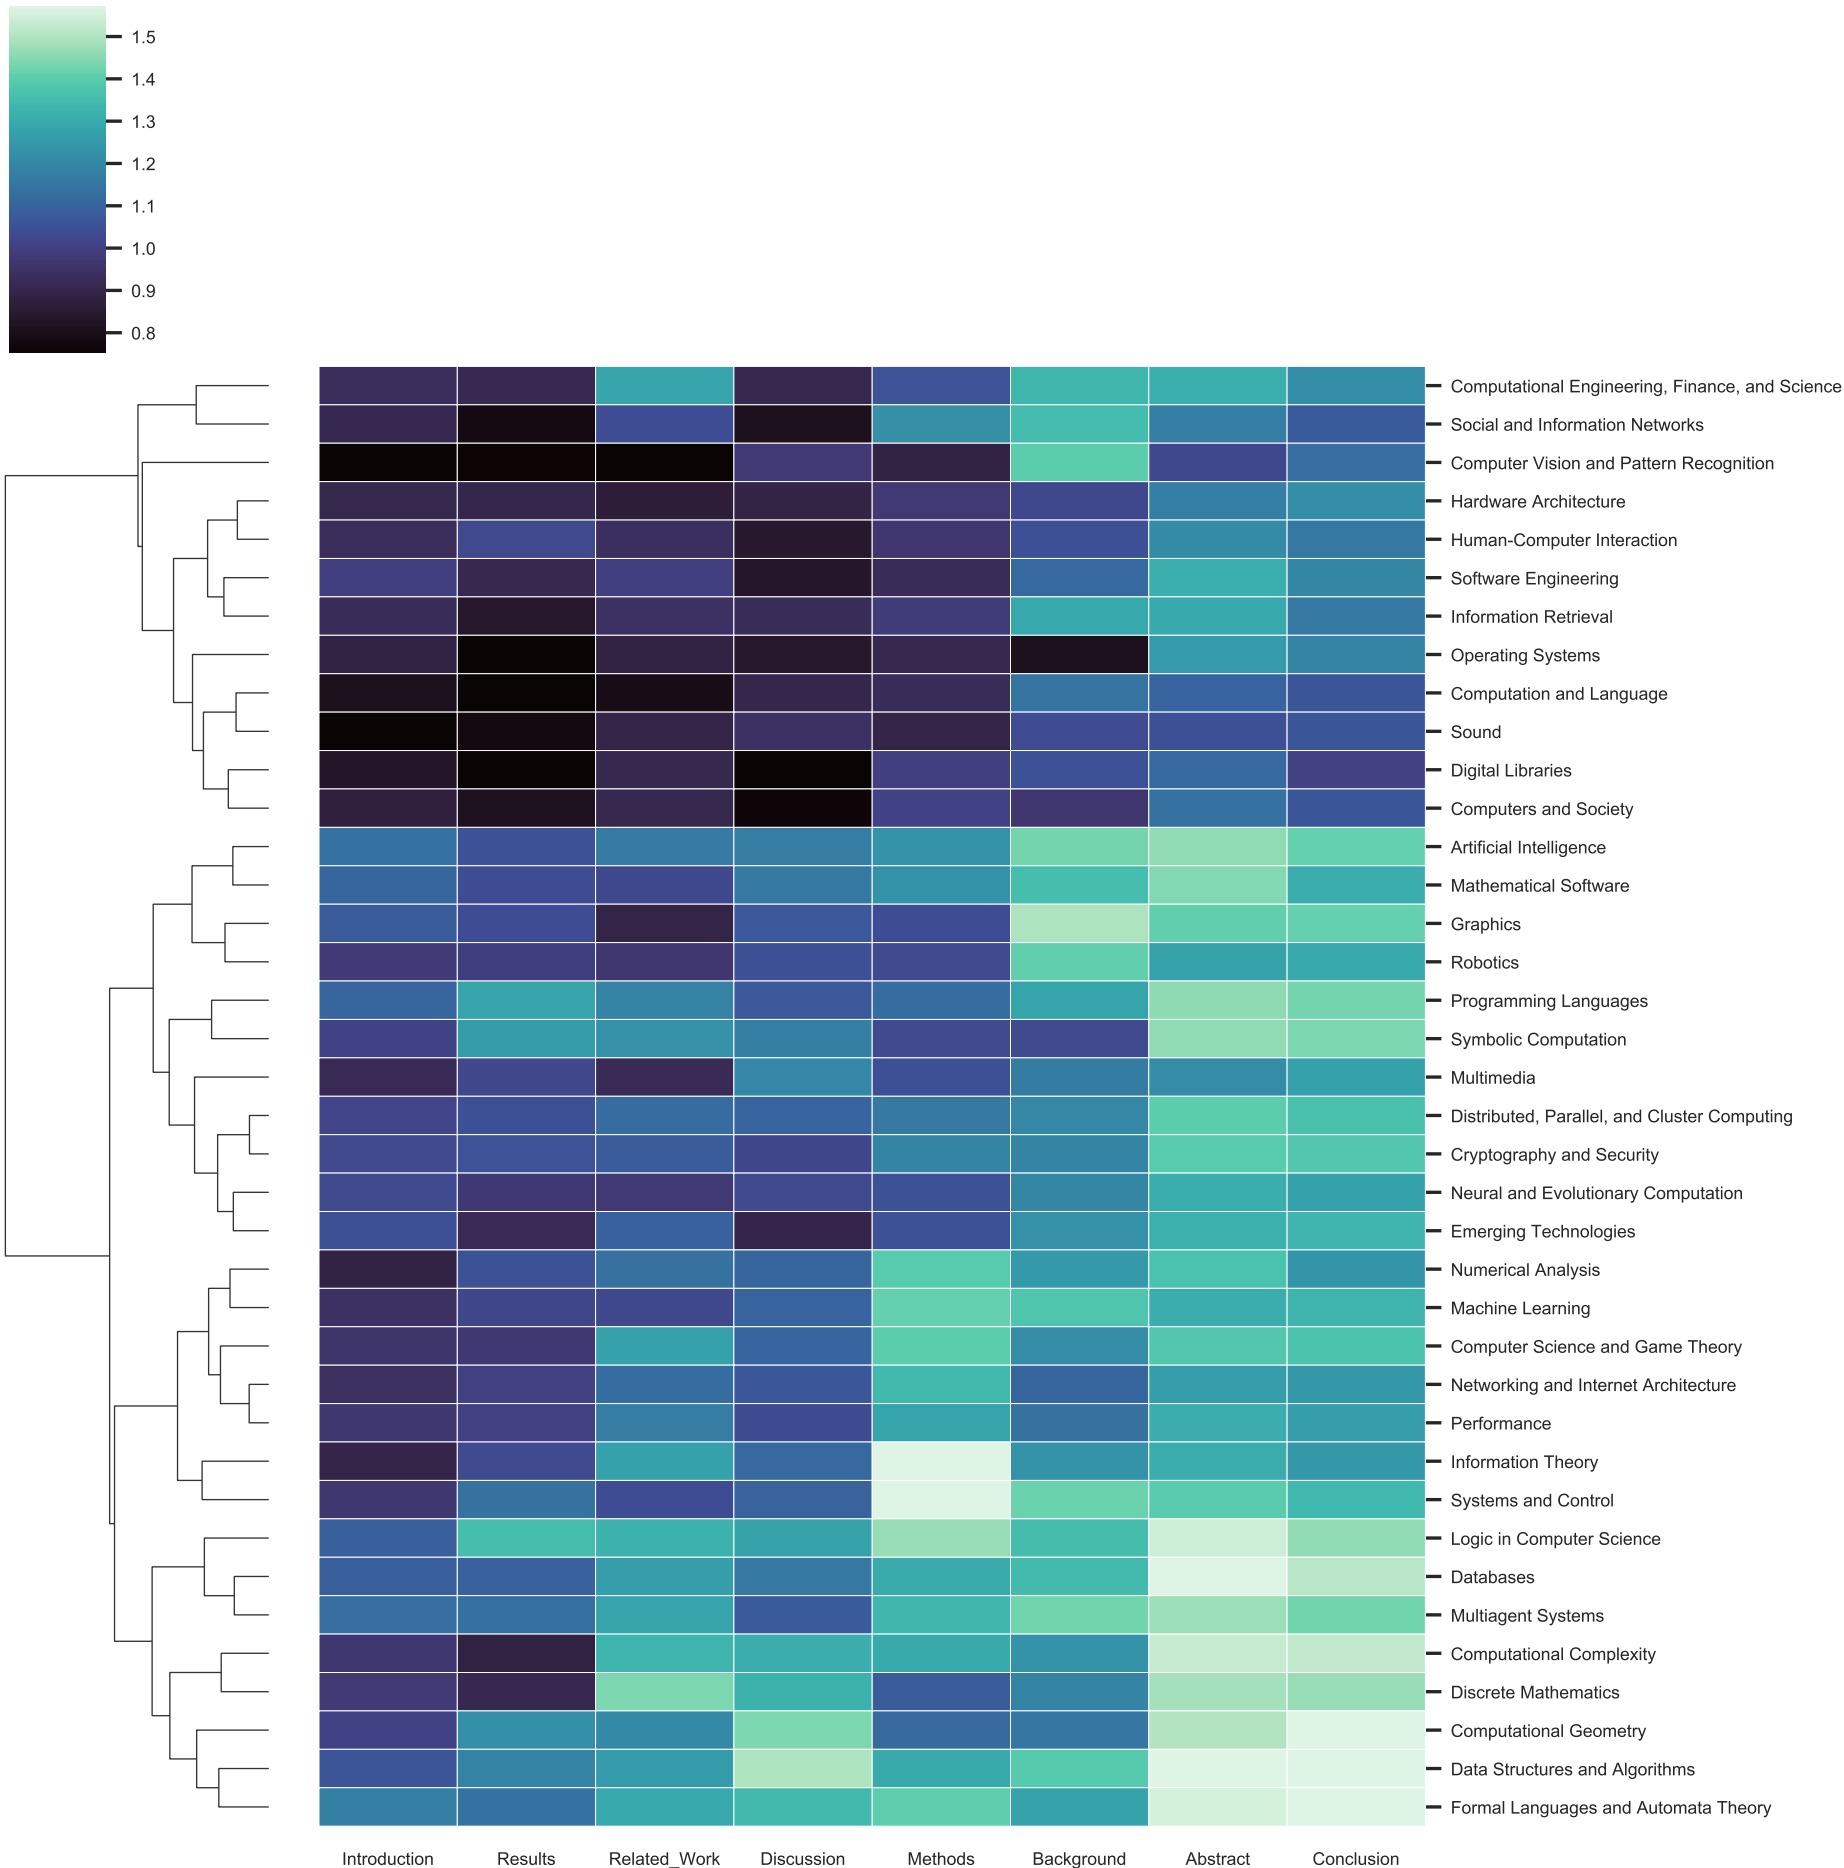 1.5
1.4
1.3
1.2
1.1
1.0
0.9
0.8
Computational Engineering, Finance, and Science
Social and Information Networks
Computer Vision and Pattern Recognition
Hardware Architecture
Human-Computer Interaction
Software Engineering
Information Retrieval
Operating Systems
Computation and Language
Sound
Digital Libraries
Computers and Society
Artificial Intelligence
Mathematical Software
Graphics
Robotics
Programming Languages
Symbolic Computation
Multimedia
Distributed, Parallel, and Cluster Computing
Cryptography and Security
Neural and Evolutionary Computation
Emerging Technologies
Numerical Analysis
Machine Learning
Computer Science and Game Theory
Networking and Internet Architecture
Performance
Information Theory
Systems and Control
Logic in Computer Science
Databases
Multiagent Systems
Computational Complexity
Discrete Mathematics
Computational Geometry
Data Structures and Algorithms
Formal Languages and Automata Theory
Introduction Results Related_Work Discussion Methods Background Abstract Conclusion